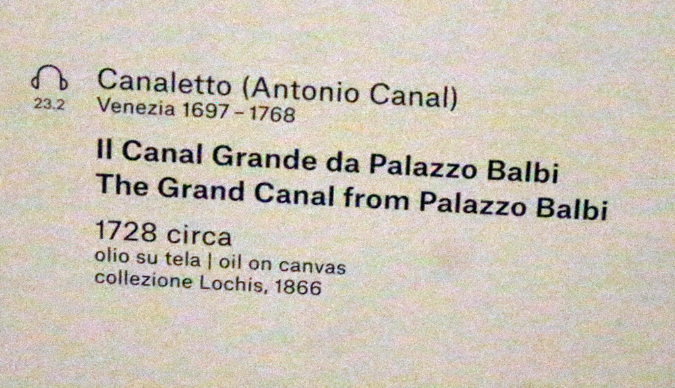 Canaletto (Antonio Canal)
23.2
Venezia 1697 – 1768
Il Canal Grande da Palazzo Balbi
The Grand Canal from Palazzo Balbi
1728 circa
olio su tela | oil on canvas
collezione Lochis, 1866